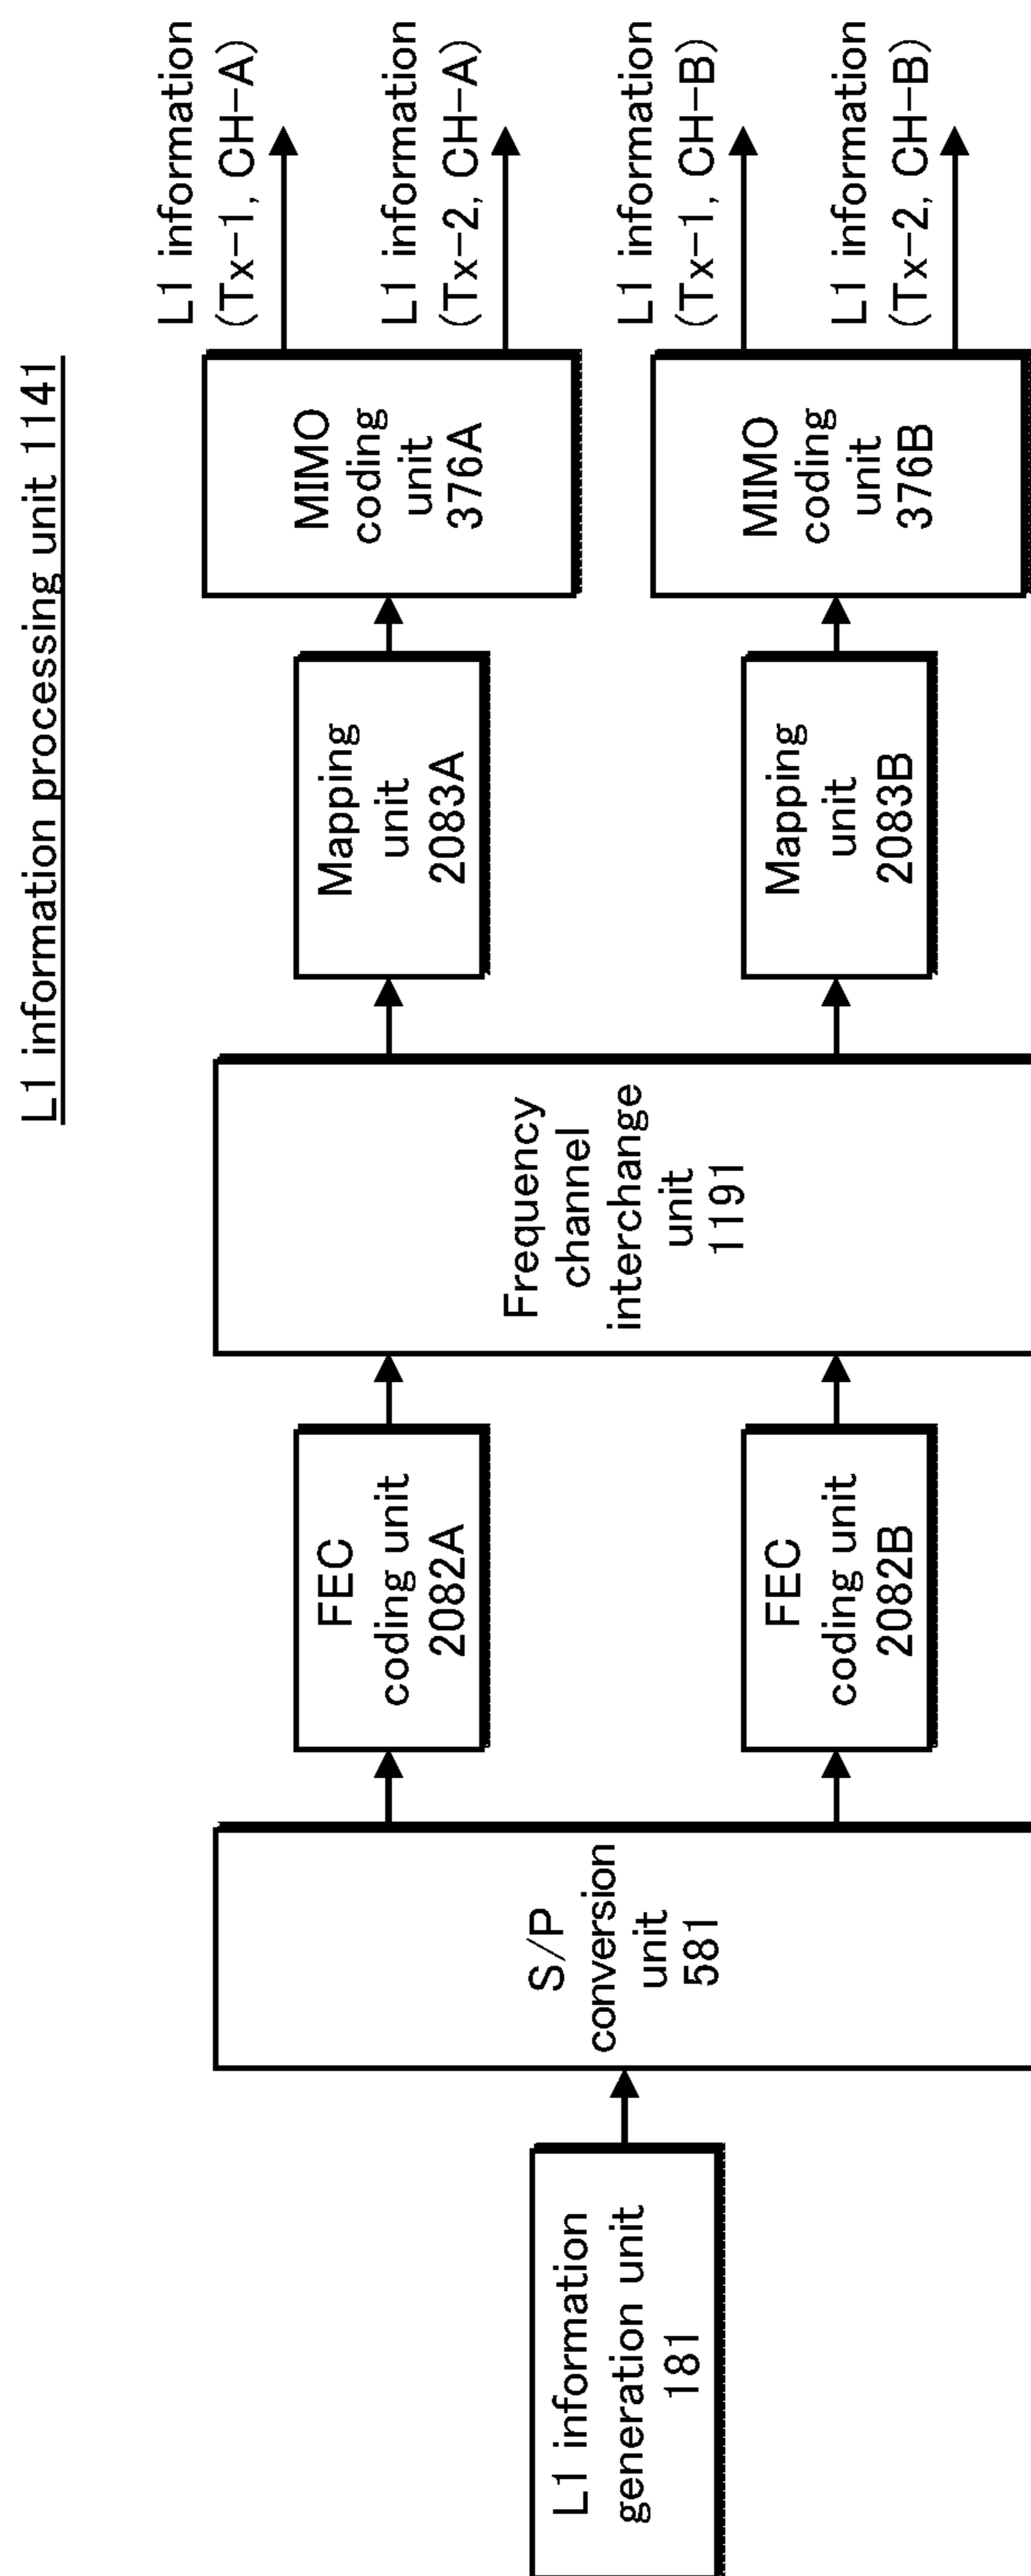 L1 information processing unit 1141
L1 information
generation unit
181
S/P
conversion
unit
581
FEC
coding unit
2082A
FEC
coding unit
2082B
Frequency
channel
interchange
unit
1191
Mapping
unit
2083A
Mapping
unit
2083B
MIMO
coding
unit
376A
MIMO
coding
unit
376B
L1 information
(Tx-1, CH-A)
L1 information
(Tx-2, CH-A)
L1 information
(Tx-1, CH-B)
L1 information
(Tx-2, CH-B)